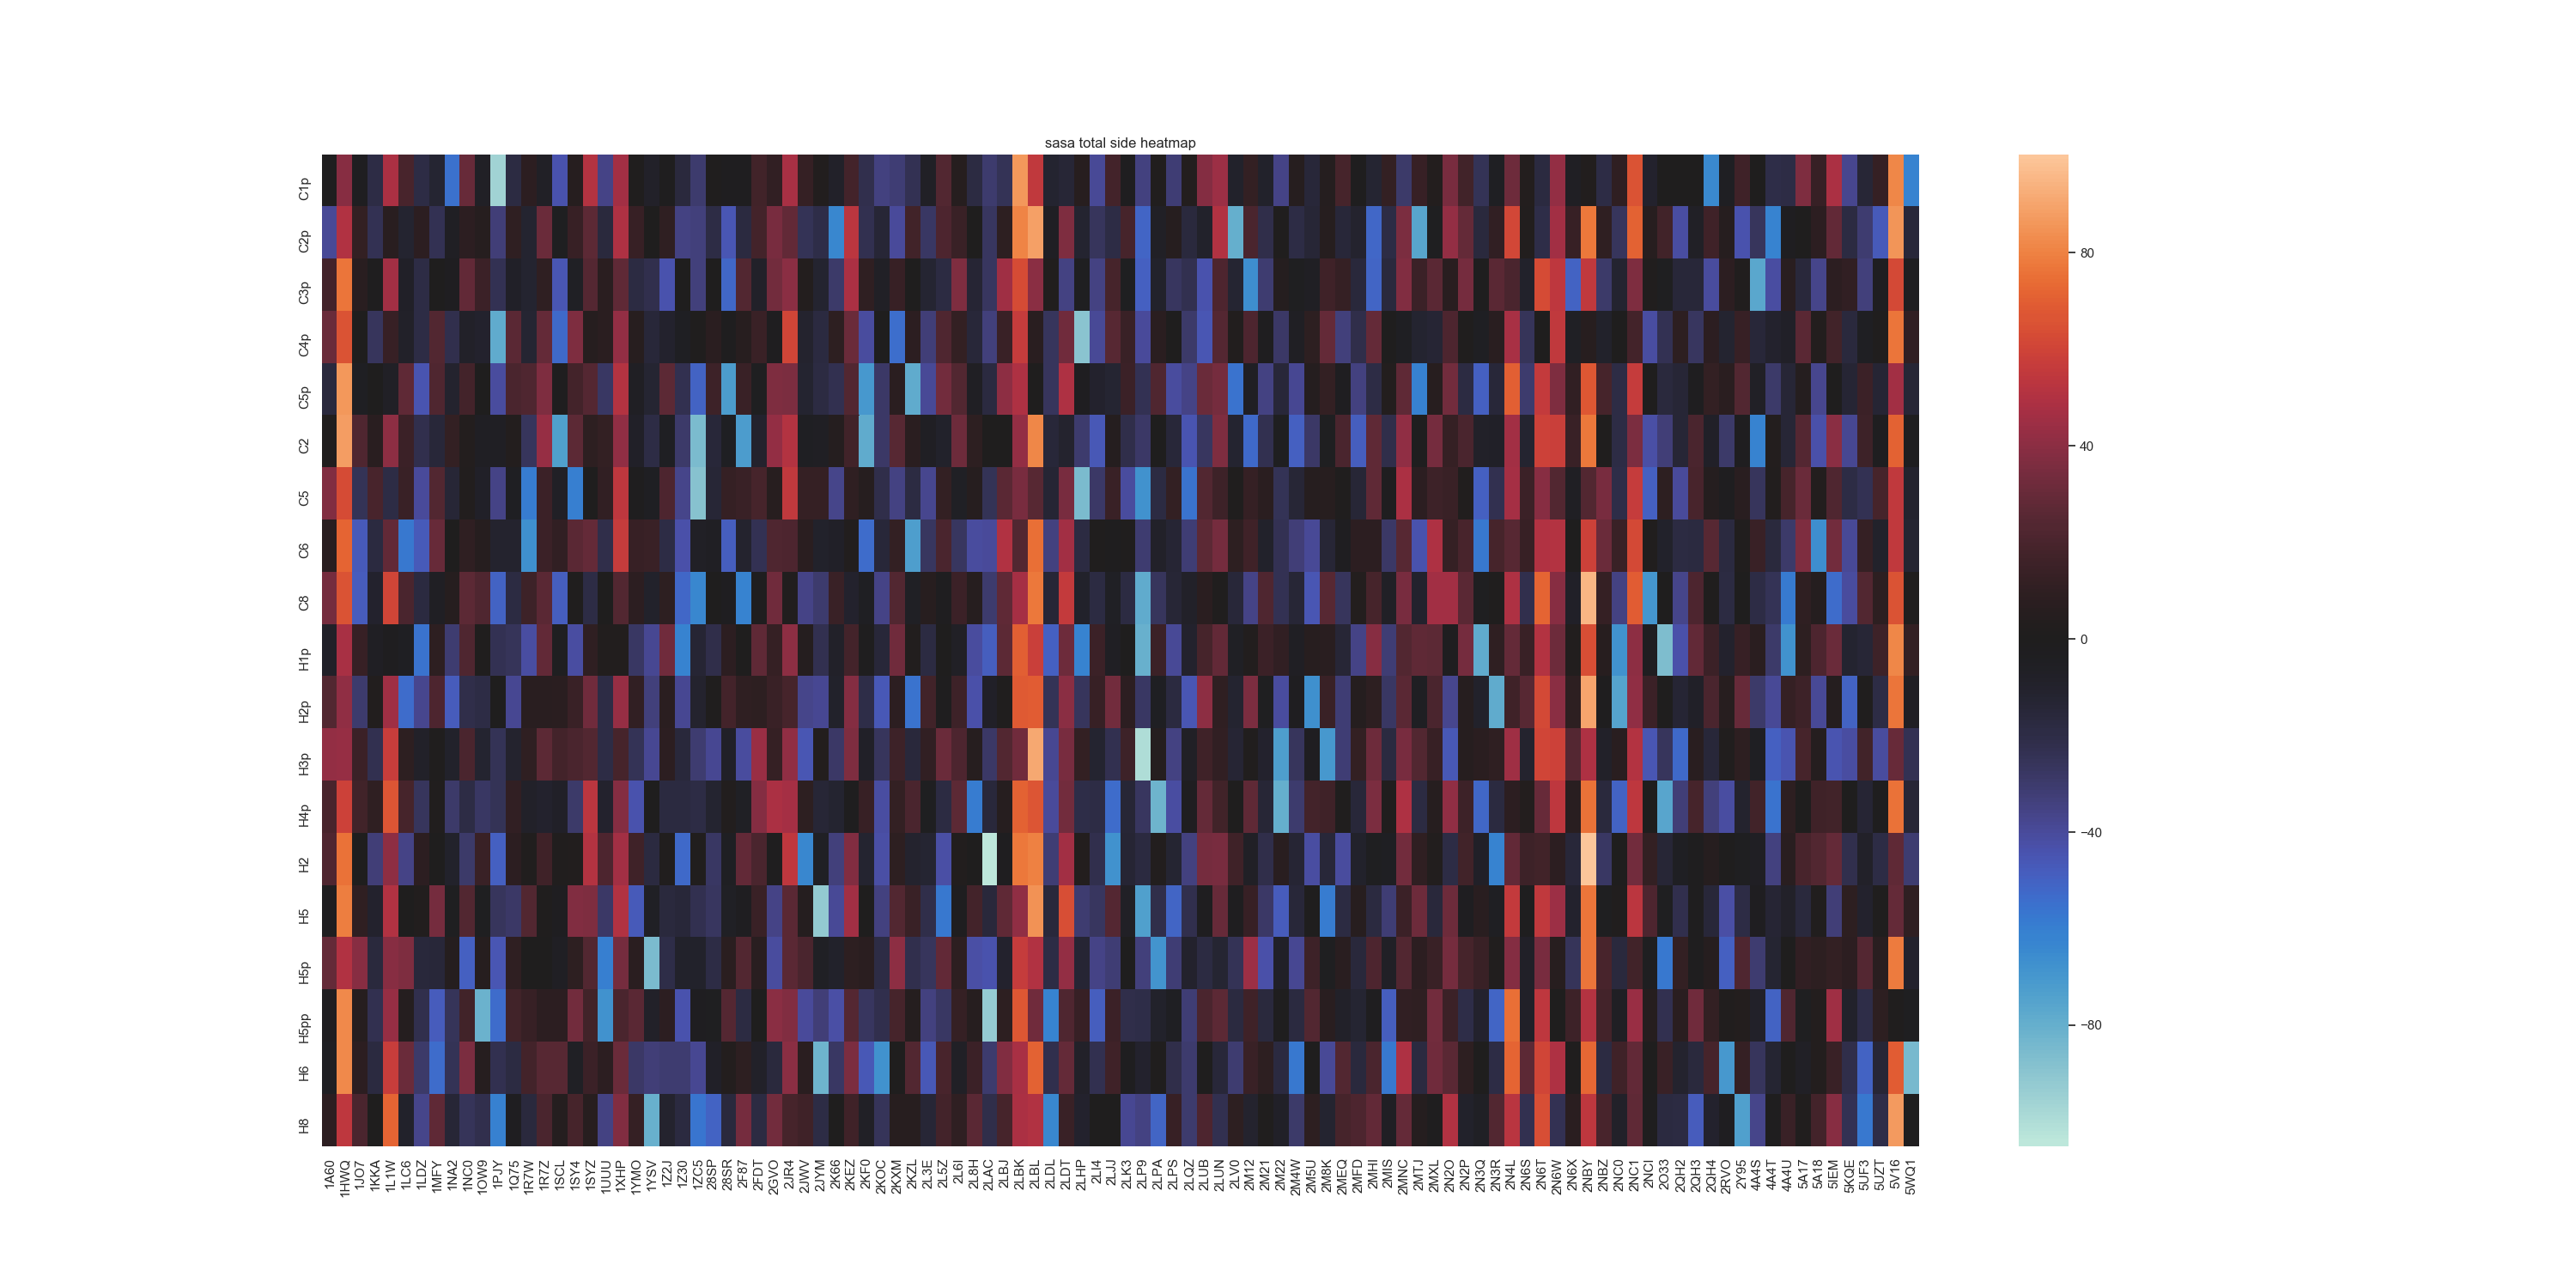 sasa total side heatmap
C1p
C2p
C3p
C4p
C5p
C2
C5
C6
C8
H1p
H2p
H3p
H4p
H2
H5
H5p
H5pp
H6
H8
1A60
1HWQ
1JO7
1KKA
1L1W
1LC6
1LDZ
1MFY
1NA2
1NC0
1OW9
1PJY
1Q75
1R7W
1R7Z
1SCL
1SY4
1SYZ
1UUU
1XHP
1YMO
1YSV
1Z2J
1Z30
1ZC5
28SP
28SR
2F87
2FDT
2GVO
2JR4
2JWV
2JYM
2K66
2KEZ
2KF0
2KOC
2KXM
2KZL
2L3E
2L5Z
2L6I
2L8H
2LAC
2LBJ
2LBK
2LBL
2LDL
2LDT
2LHP
2LI4
2LJJ
2LK3
2LP9
2LPA
2LPS
2LQZ
2LUB
2LUN
2LV0
2M12
2M21
2M22
2M4W
2M5U
2M8K
2MEQ
2MFD
2MHI
2MIS
2MNC
2MTJ
2MXL
2N2O
2N2P
2N3Q
2N3R
2N4L
2N6S
2N6T
2N6W
2N6X
2NBY
2NBZ
2NC0
2NC1
2NCI
2O33
2QH2
2QH3
2QH4
2RVO
2Y95
4A4S
4A4T
4A4U
5A17
5A18
5IEM
5KQE
5UF3
5UZT
5V16
5WQ1
80
40
0
−40
−80